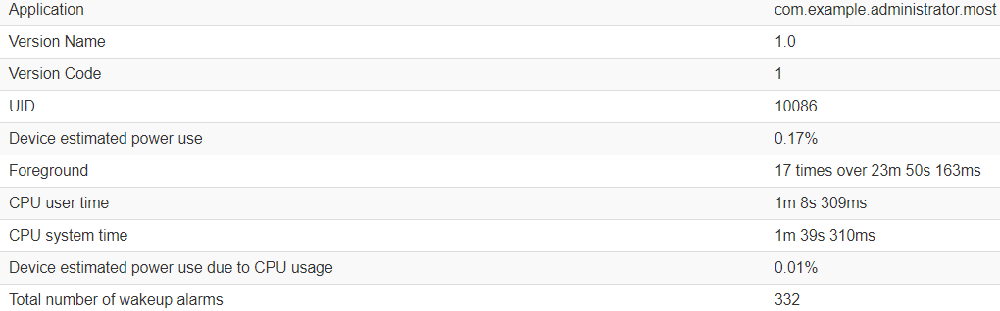 Application com.example.administrator.most
Version Name 1.0
Version Code 1
UID 10086
Device estimated power use 0.17%
Foreground 17 times over 23m 50s 163ms
CPU user time 1m 8s 309ms
CPU system time 1m 39s 310ms
Device estimated power use due to CPU usage 0.01%
Total number of wakeup alarms 332